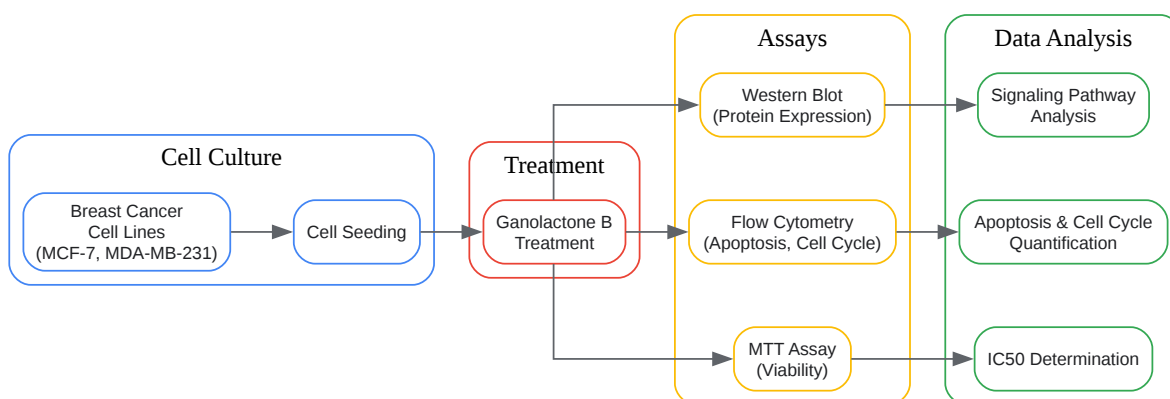 Cell Culture
Breast Cancer
Cell Lines
(MCF-7, MDA-MB-231)
Cell Seeding
Treatment
Ganolactone B
Treatment
Assays
Western Blot
(Protein Expression)
Flow Cytometry
(Apoptosis, Cell Cycle)
MTT Assay
(Viability)
Data Analysis
Signaling Pathway
Analysis
Apoptosis & Cell Cycle
Quantification
IC50 Determination